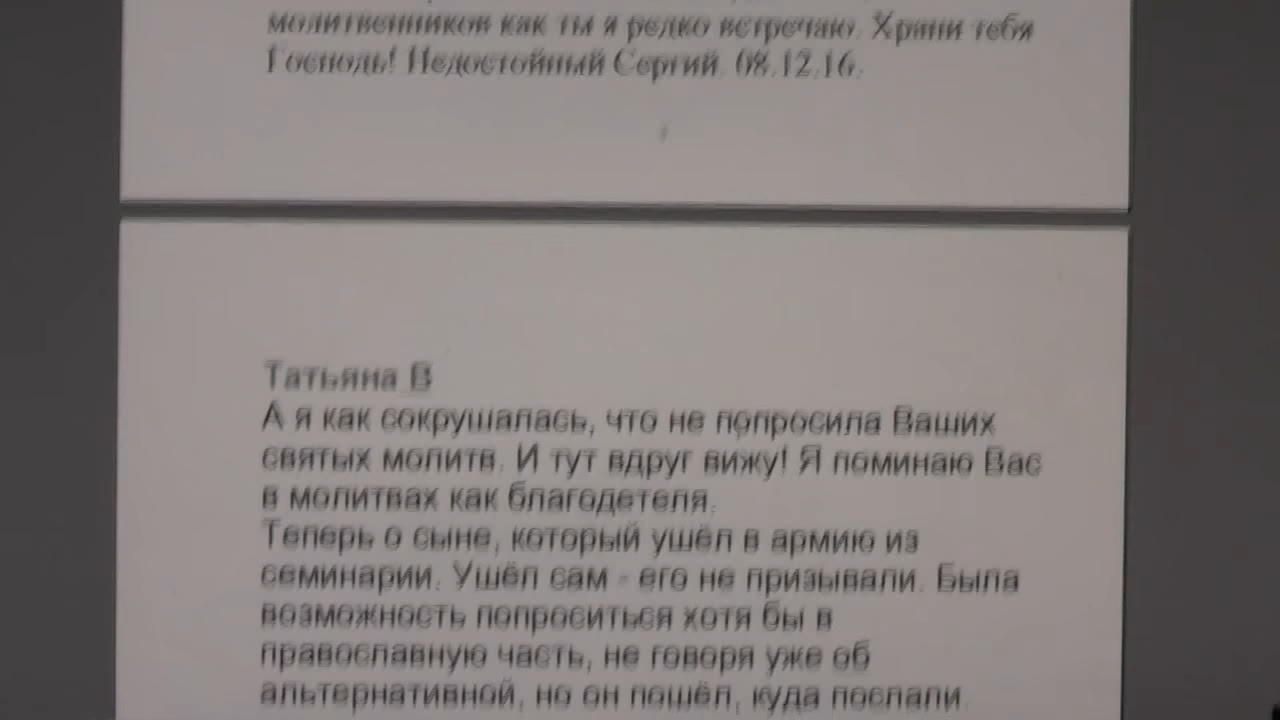 молитвенников как ты я редко встречаю. Храни тебя
Господь! Недостойный Сергий. 08.12.16.
Татьяна В
А я как сокрушалась, что не попросила Ваших
святых молитв. И тут вдруг вижу! Я поминаю Вас
в молитвах как благодетеля.
Теперь о сыне, который ушёл в армию из
семинарии. Ушёл сам - его не призывали. Была
возможность попроситься хотя бы в
православную часть, не говоря уже об
альтернативной, но он пошёл, куда послали.